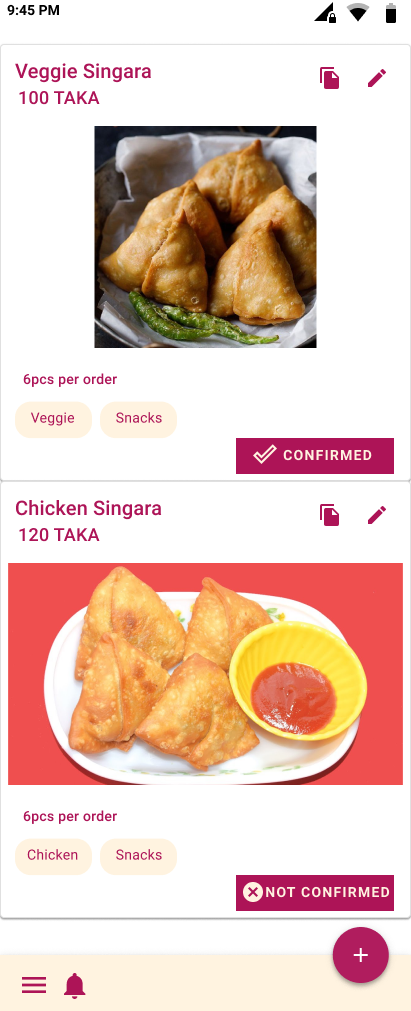 9:45 PM
Veggie Singara
100 TAKA
6pcs per order
Veggie
Snacks
CONFIRMED
Chicken Singara
120 TAKA
6pcs per order
Chicken
Snacks
NOT CONFIRMED
+